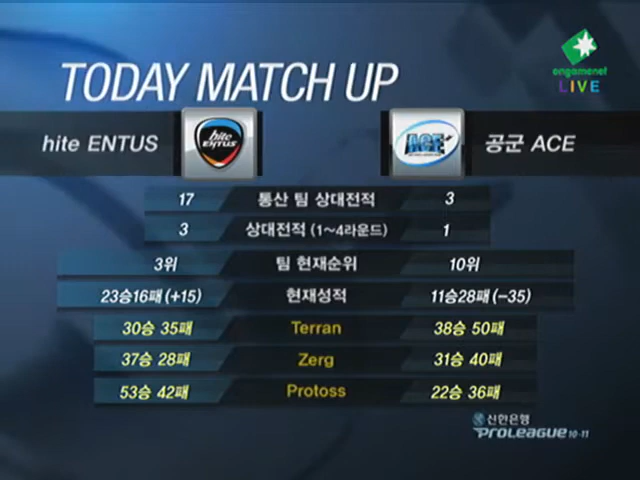 TODAY MATCH UP
ongamenet
LIVE
hite ENTUS
hite
ENTUS
ACE
공군 ACE
17 통산 팀 상대전적 3
3 상대전적 (1~4라운드) 1
3위 팀 현재순위 10위
23승16패 (+15) 현재성적 11승28패 (-35)
30승 35패 Terran 38승 50패
37승 28패 Zerg 31승 40패
53승 42패 Protoss 22승 36패
신한은행
PROLEAGUE 10-11